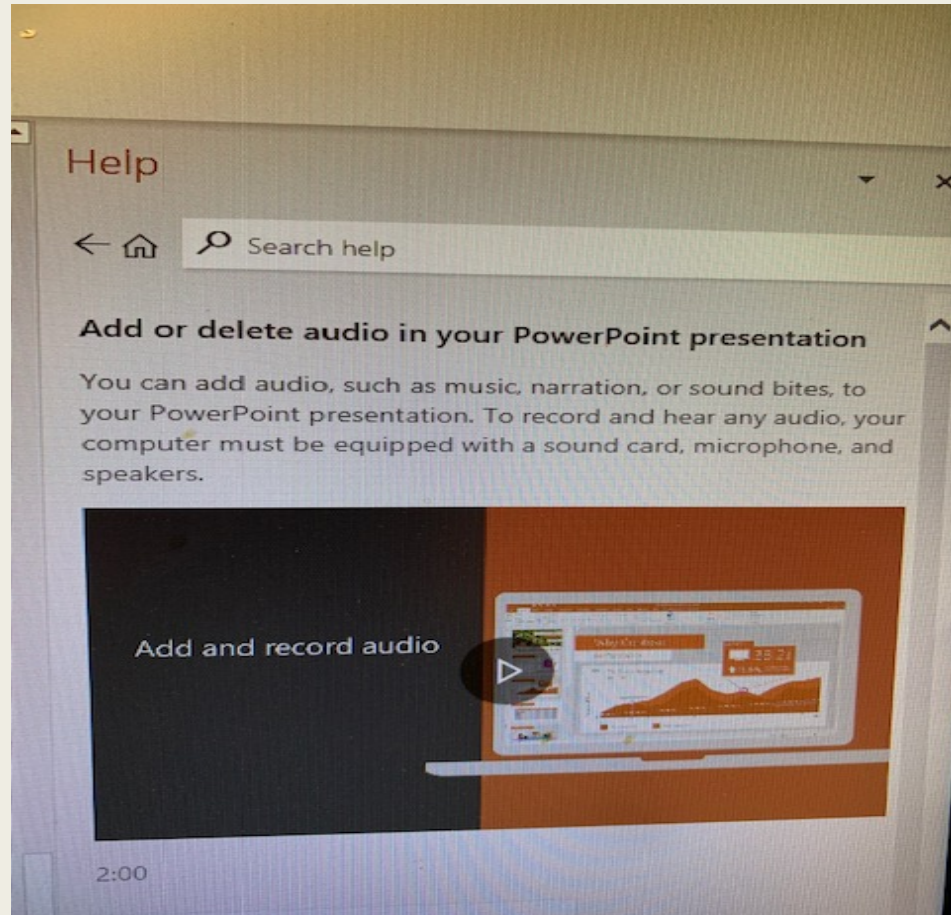 Help
Search help
Add or delete audio in your PowerPoint presentation
You can add audio, such as music, narration, or sound bites, to
your PowerPoint presentation. To record and hear any audio, your
computer must be equipped with a sound card, microphone, and
speakers.
Add and record audio
2:00